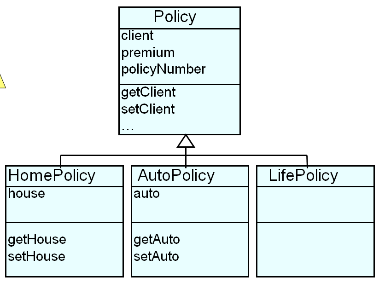 Policy
client
premium
policyNumber
getClient
setClient
...
HomePolicy
house
getHouse
setHouse
AutoPolicy
auto
getAuto
setAuto
LifePolicy